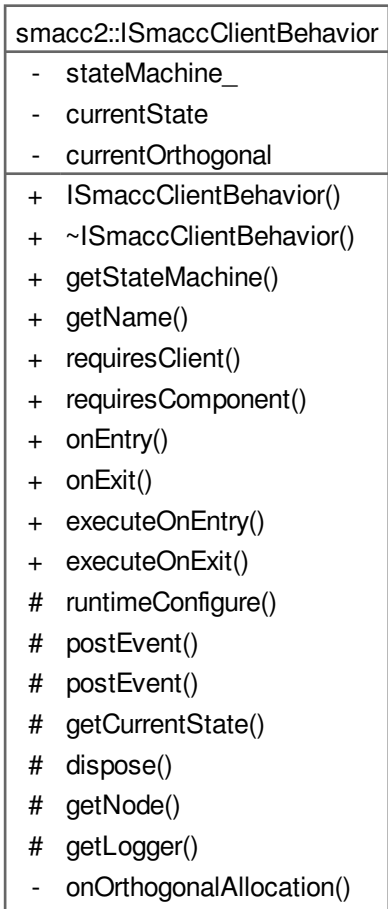 smacc2::ISmaccClientBehavior
- stateMachine_
- currentState
- currentOrthogonal
+ ISmaccClientBehavior()
+ ~ISmaccClientBehavior()
+ getStateMachine()
+ getName()
+ requiresClient()
+ requiresComponent()
+ onEntry()
+ onExit()
+ executeOnEntry()
+ executeOnExit()
# runtimeConfigure()
# postEvent()
# postEvent()
# getCurrentState()
# dispose()
# getNode()
# getLogger()
- onOrthogonalAllocation()